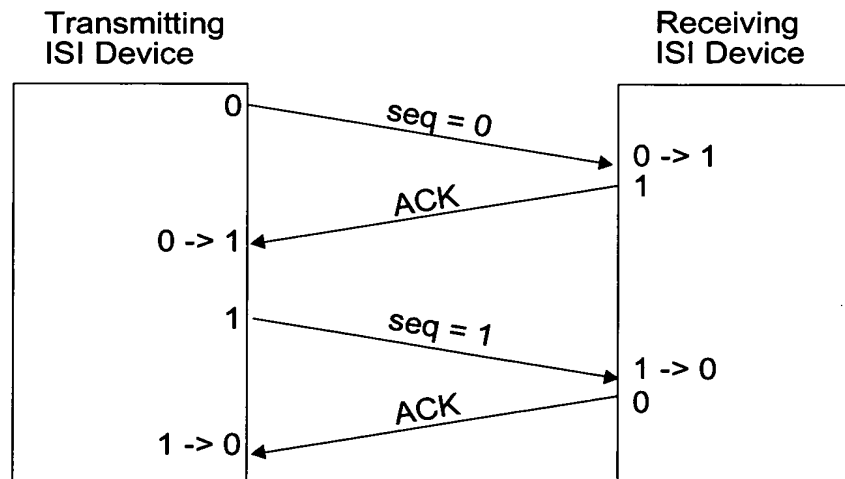 Transmitting
ISI Device
Receiving
ISI Device
0
seq = 0
0 -> 1
1
ACK
0 -> 1
1
seq = 1
1 -> 0
0
ACK
1 -> 0